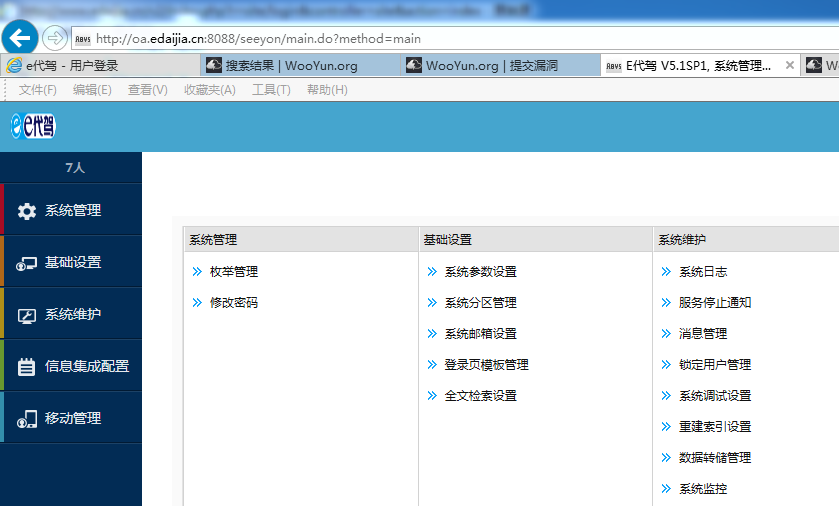 http://oa.edaijia.cn:8088/seeyon/main.do?method=main
e代驾 - 用户登录
搜索结果 | WooYun.org
WooYun.org | 提交漏洞
A8V5 E代驾 V5.1SP1, 系统管理...
文件(F) 编辑(E) 查看(V) 收藏夹(A) 工具(T) 帮助(H)
e代驾
7人
系统管理
基础设置
系统维护
信息集成配置
移动管理
系统管理
枚举管理
修改密码
基础设置
系统参数设置
系统分区管理
系统邮箱设置
登录页模板管理
全文检索设置
系统维护
系统日志
服务停止通知
消息管理
锁定用户管理
系统调试设置
重建索引设置
数据转储管理
系统监控